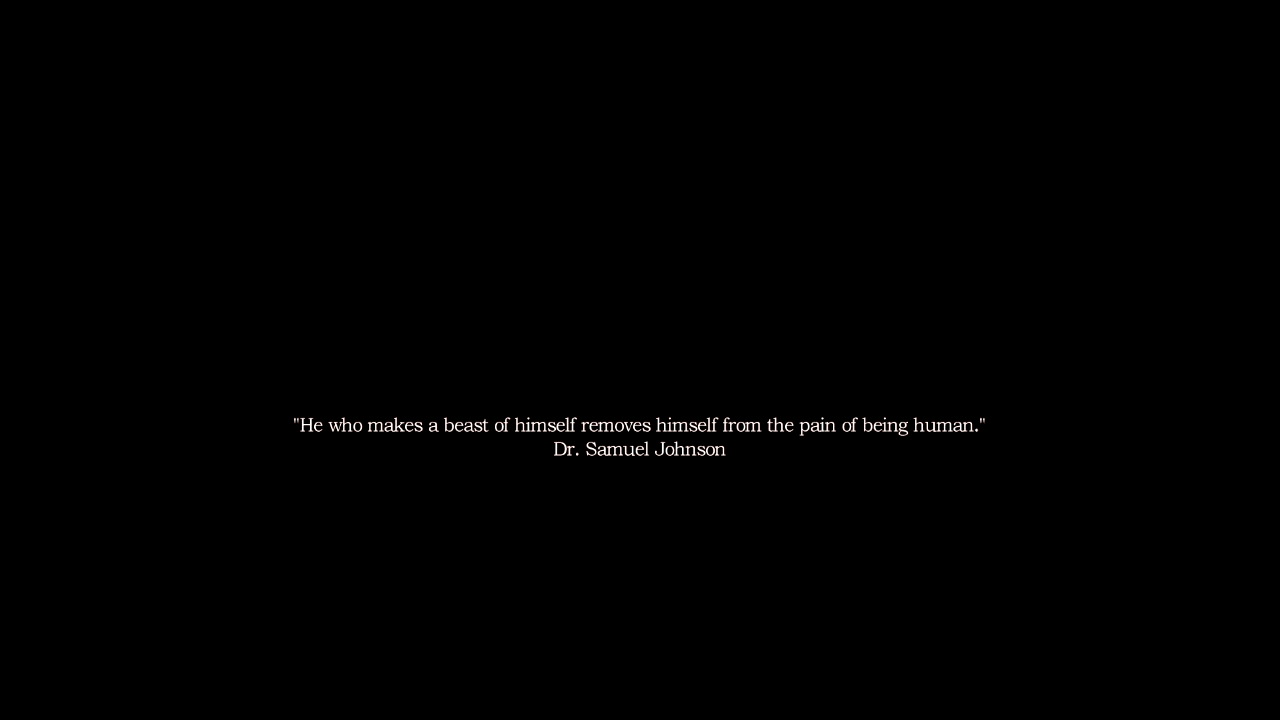 "He who makes a beast of himself removes himself from the pain of being human."
Dr. Samuel Johnson